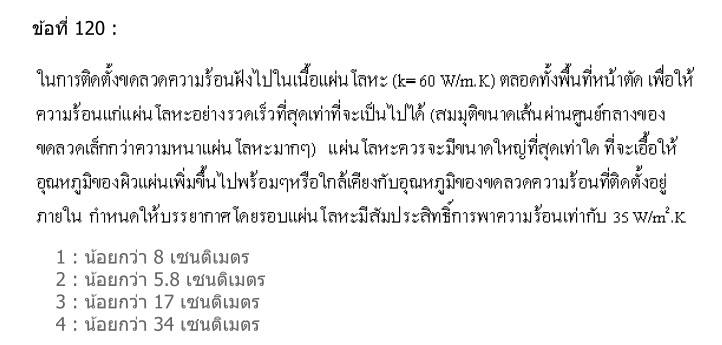 ข้อที่ 120 :
ในการติดตั้งขดลวดความร้อนฝังไปในเนื้อแผ่นโลหะ (k= 60 W/m.K) ตลอดทั้งพื้นที่หน้าตัด เพื่อให้
ความร้อนแก่แผ่นโลหะอย่างรวดเร็วที่สุดเท่าที่จะเป็นไปได้ (สมมุติขนาดเส้นผ่านศูนย์กลางของ
ขดลวดเล็กกว่าความหนาแผ่นโลหะมากๆ) แผ่นโลหะควรจะมีขนาดใหญ่ที่สุดเท่าใด ที่จะเอื้อให้
อุณหภูมิของผิวแผ่นเพิ่มขึ้นไปพร้อมๆหรือใกล้เคียงกับอุณหภูมิของขดลวดความร้อนที่ติดตั้งอยู่
ภายใน กำหนดให้บรรยากาศโดยรอบแผ่นโลหะมีสัมประสิทธิ์การพาความร้อนเท่ากับ 35 W/m².K
1 : น้อยกว่า 8 เซนติเมตร
2 : น้อยกว่า 5.8 เซนติเมตร
3 : น้อยกว่า 17 เซนติเมตร
4 : น้อยกว่า 34 เซนติเมตร